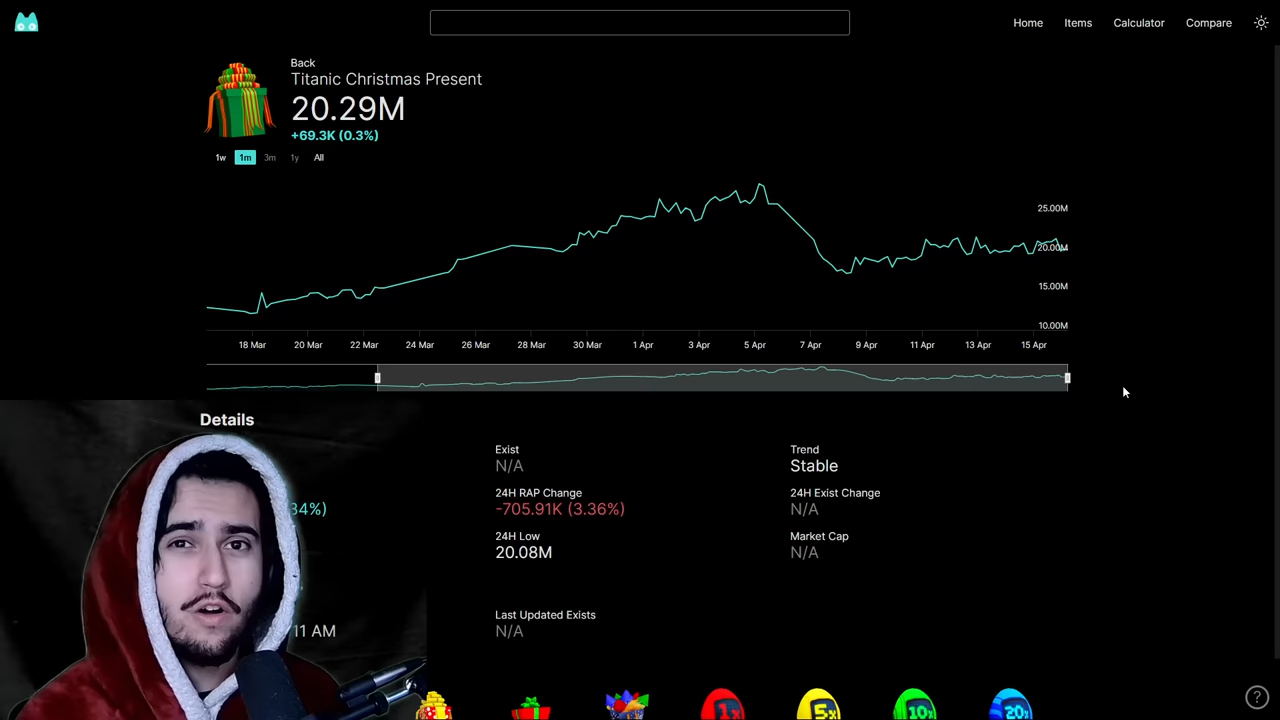 Home Items Calculator Compare
Back
Titanic Christmas Present
20.29M
+69.3K (0.3%)
1w 1m 3m 1y All
25.00M
20.00M
15.00M
10.00M
18 Mar 20 Mar 22 Mar 24 Mar 26 Mar 28 Mar 30 Mar 1 Apr 3 Apr 5 Apr 7 Apr 9 Apr 11 Apr 13 Apr 15 Apr
Details
Exist
N/A
Trend
Stable
34%)
24H RAP Change
-705.91K (3.36%)
24H Exist Change
N/A
24H Low
20.08M
Market Cap
N/A
11 AM
Last Updated Exists
N/A
1x 5x 10x 20x
?